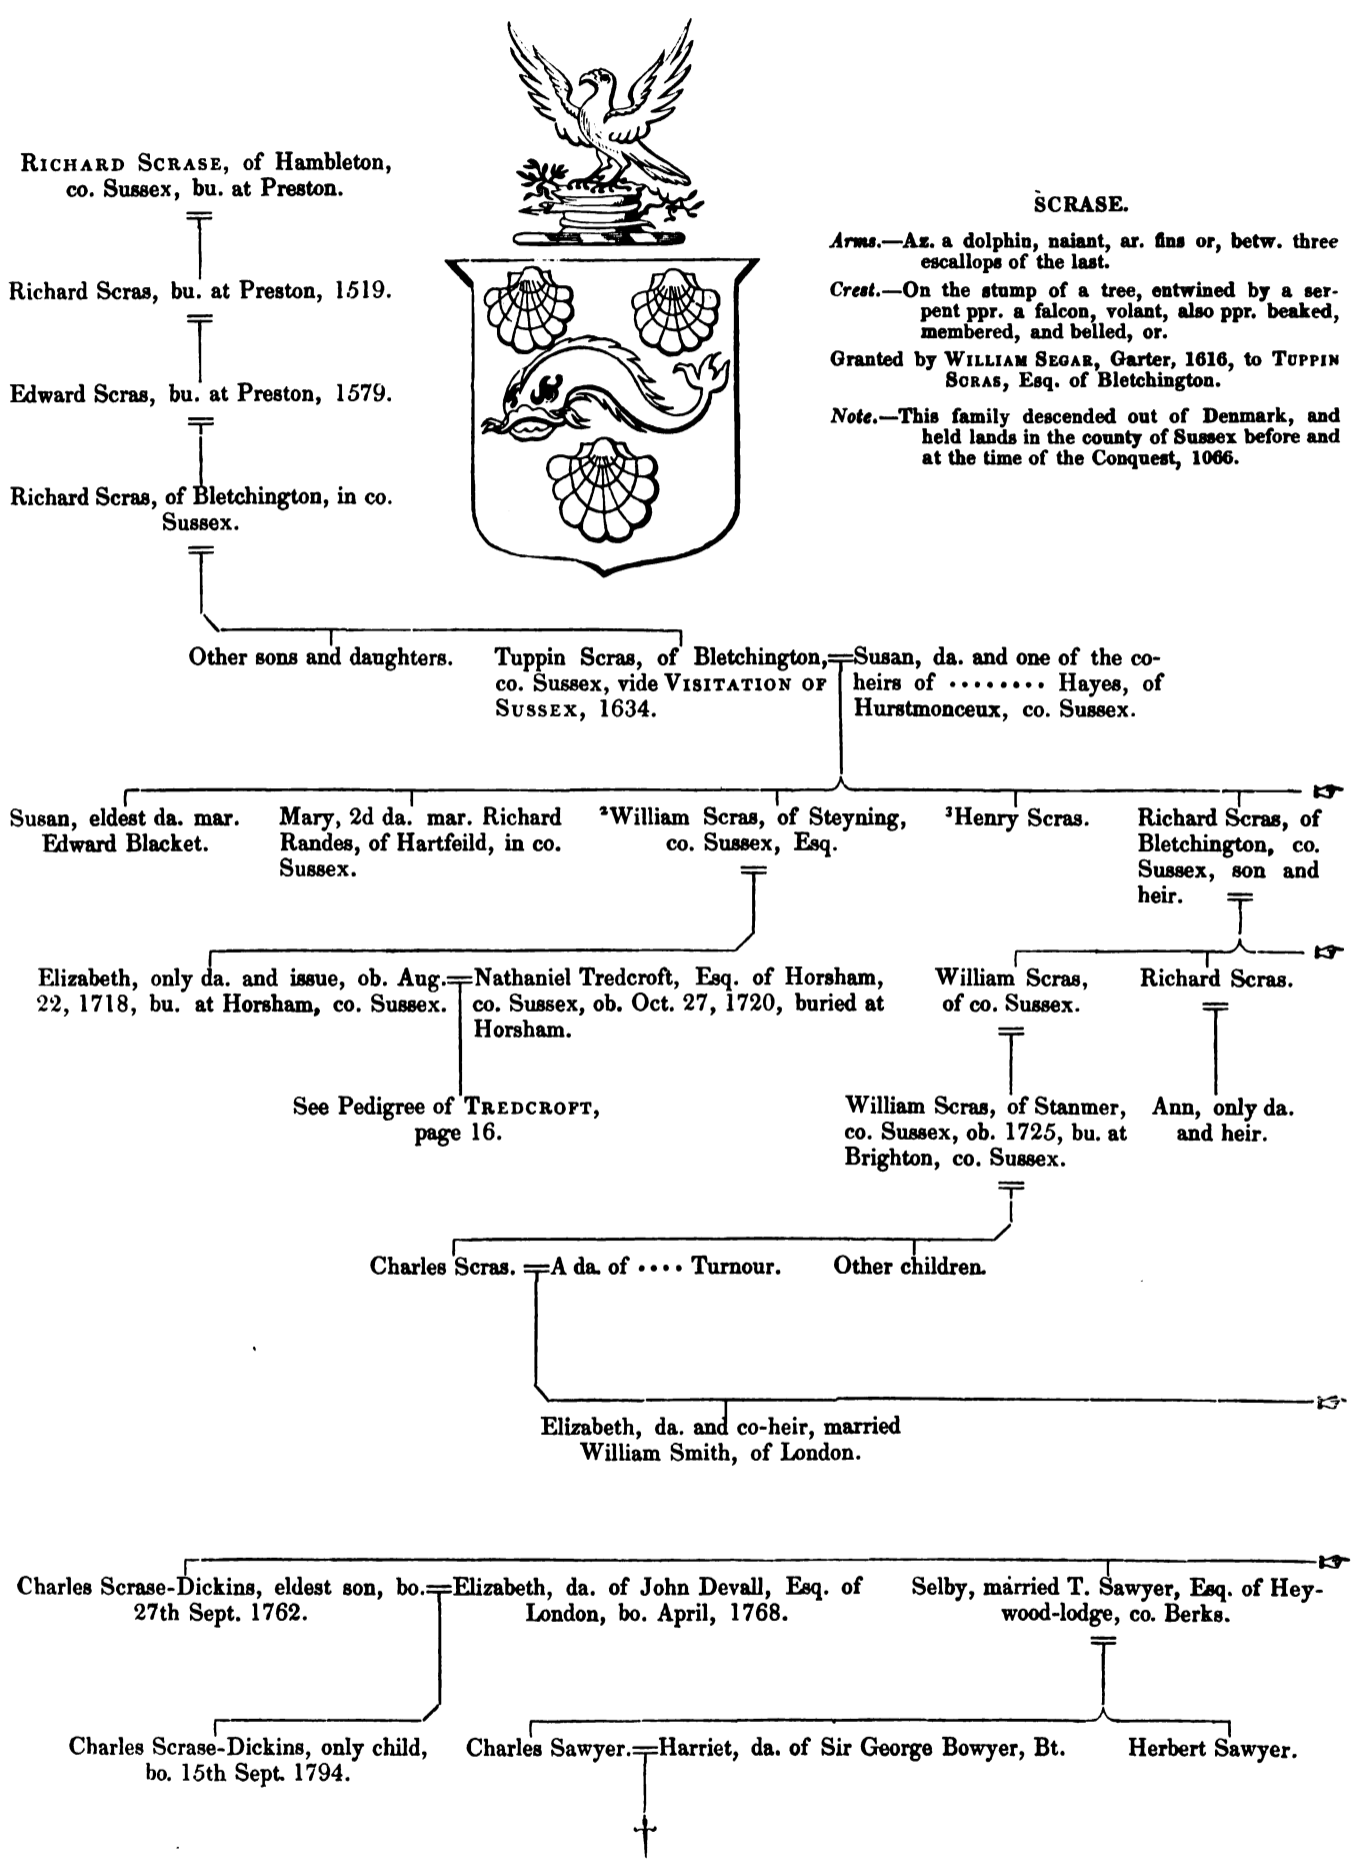 RICHARD SCRASE, of Hambleton,
co. Sussex, bu. at Preston.
Richard Scras, bu. at Preston, 1519.
Edward Scras, bu. at Preston, 1579.
Richard Scras, of Bletchington, in co.
Sussex.
SCRASE.
Arms.—Az. a dolphin, naiant, ar. fins or, betw. three
escallops of the last.
Crest.—On the stump of a tree, entwined by a ser-
pent ppr. a falcon, volant, also ppr. beaked,
membered, and belled, or.
Granted by WILLIAM SEGAR, Garter, 1616, to TUPPIN
SCRAS, Esq. of Bletchington.
Note.—This family descended out of Denmark, and
held lands in the county of Sussex before and
at the time of the Conquest, 1066.
Other sons and daughters.
Tuppin Scras, of Bletchington,
co. Sussex, vide VISITATION OF
SUSSEX, 1634.
Susan, da. and one of the co-
heirs of ········ Hayes, of
Hurstmonceux, co. Sussex.
Susan, eldest da. mar.
Edward Blacket.
Mary, 2d da. mar. Richard
Randes, of Hartfeild, in co.
Sussex.
²William Scras, of Steyning,
co. Sussex, Esq.
³Henry Scras.
Richard Scras, of
Bletchington, co.
Sussex, son and
heir.
Elizabeth, only da. and issue, ob. Aug.
22, 1718, bu. at Horsham, co. Sussex.
Nathaniel Tredcroft, Esq. of Horsham,
co. Sussex, ob. Oct. 27, 1720, buried at
Horsham.
William Scras,
of co. Sussex.
Richard Scras.
See Pedigree of TREDCROFT,
page 16.
William Scras, of Stanmer,
co. Sussex, ob. 1725, bu. at
Brighton, co. Sussex.
Ann, only da.
and heir.
Charles Scras.
A da. of ···· Turnour.
Other children.
Elizabeth, da. and co-heir, married
William Smith, of London.
Charles Scrase-Dickins, eldest son, bo.
27th Sept. 1762.
Elizabeth, da. of John Devall, Esq. of
London, bo. April, 1768.
Selby, married T. Sawyer, Esq. of Hey-
wood-lodge, co. Berks.
Charles Scrase-Dickins, only child,
bo. 15th Sept. 1794.
Charles Sawyer.
Harriet, da. of Sir George Bowyer, Bt.
Herbert Sawyer.